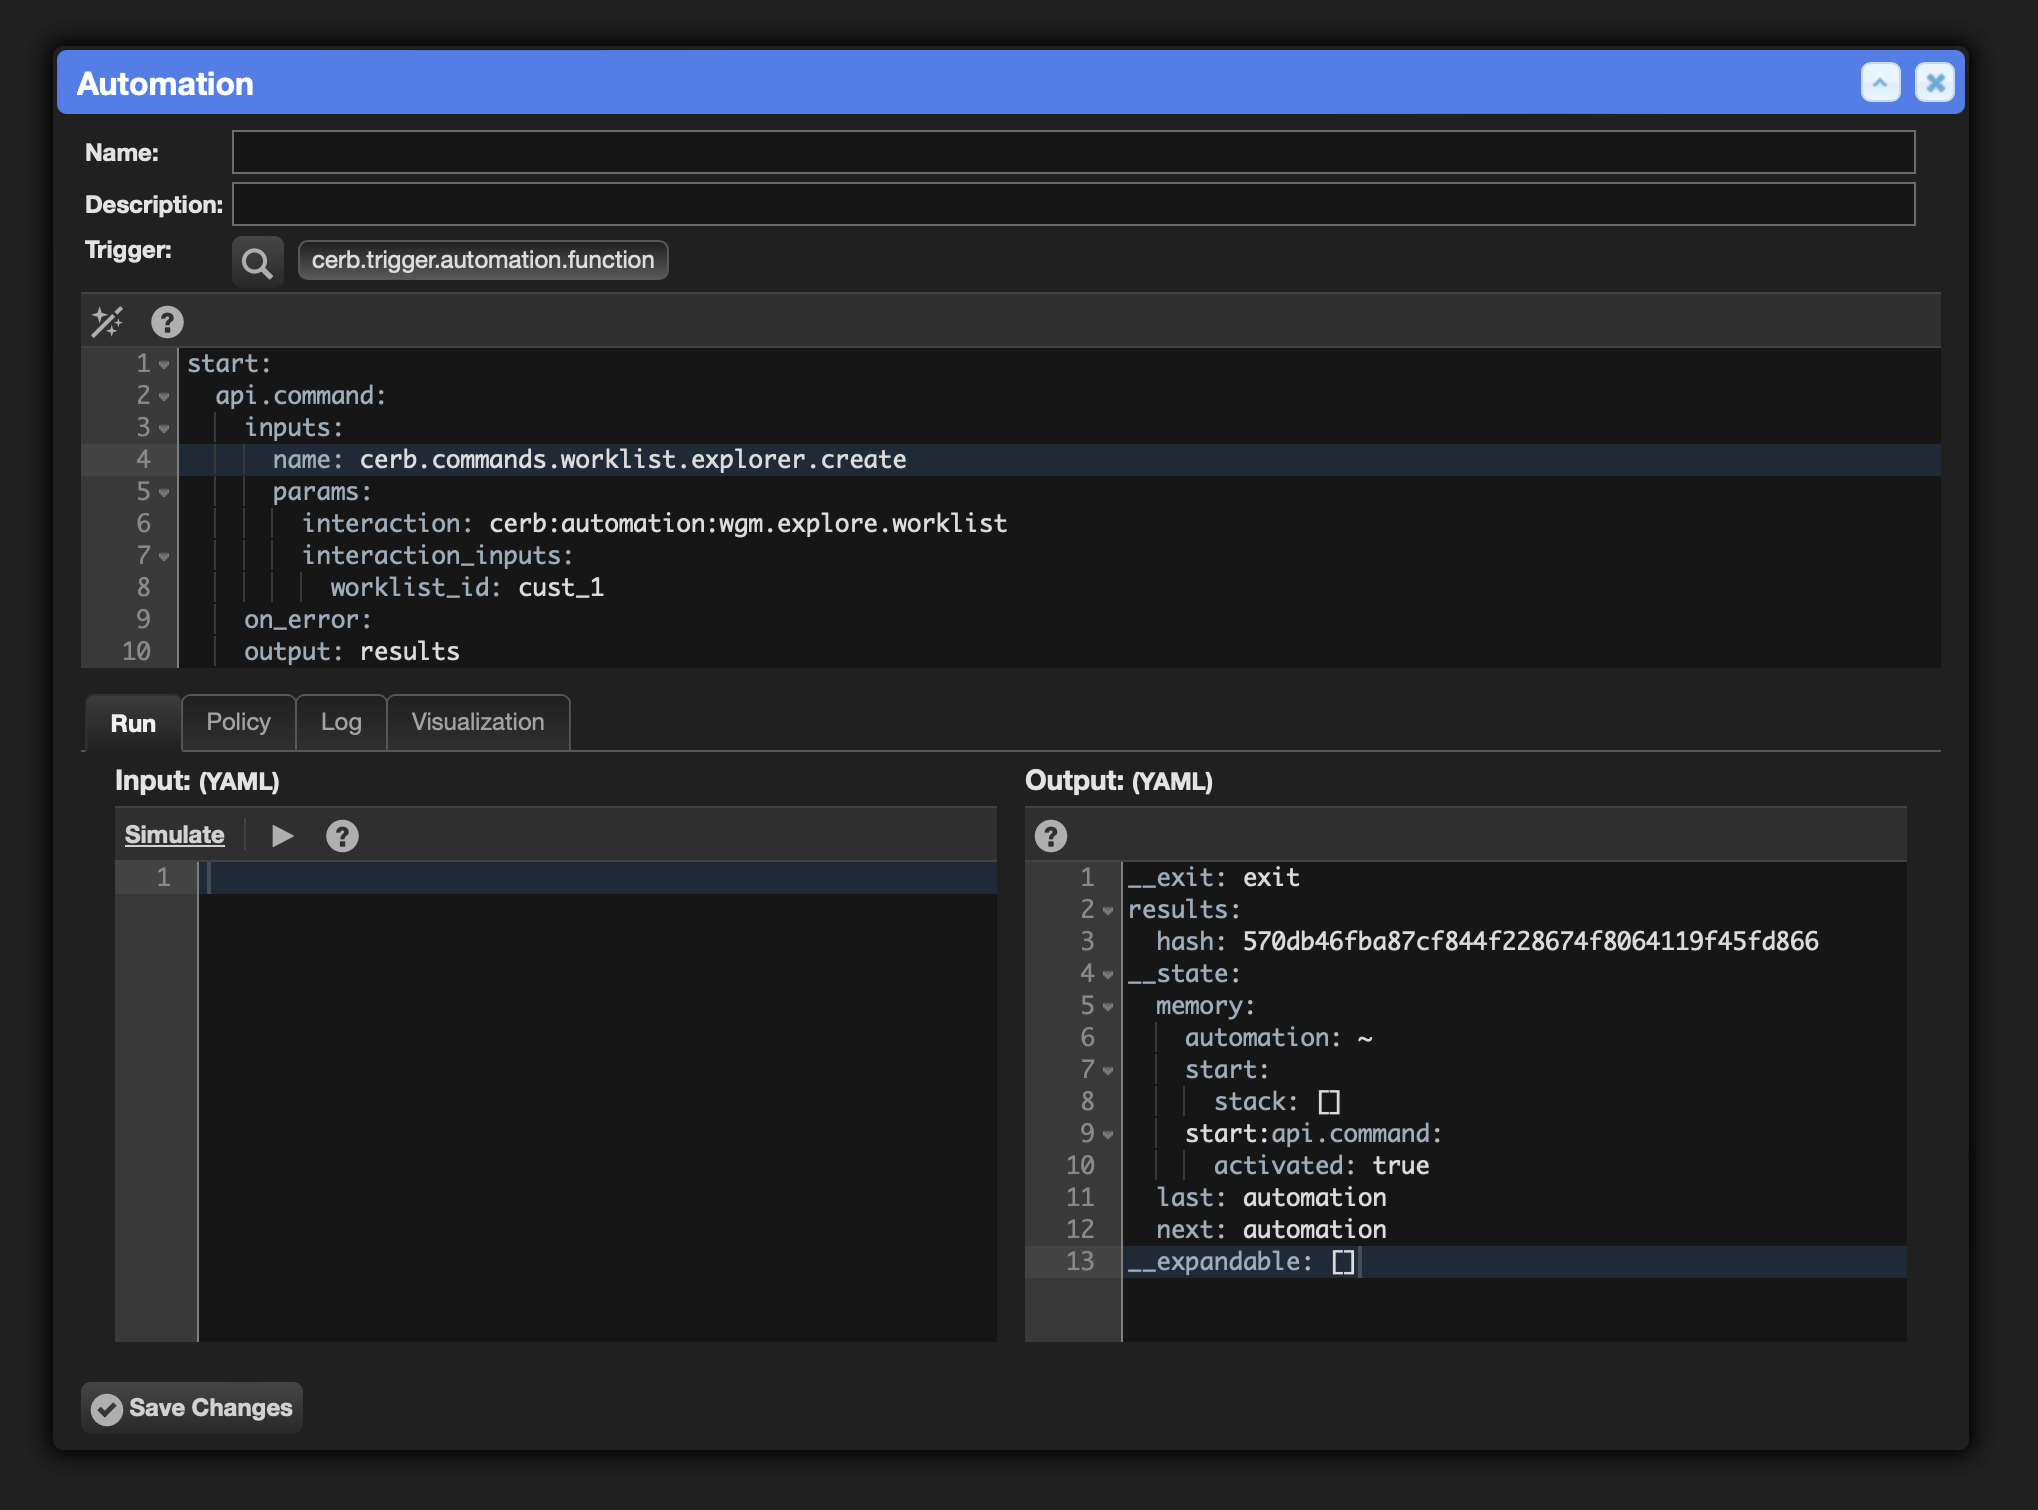 Automation
Name:
Description:
Trigger: cerb.trigger.automation.function
1 start:
2 api.command:
3 inputs:
4 name: cerb.commands.worklist.explorer.create
5 params:
6 interaction: cerb:automation:wgm.explore.worklist
7 interaction_inputs:
8 worklist_id: cust_1
9 on_error:
10 output: results
Run Policy Log Visualization
Input: (YAML)
Simulate
1
Output: (YAML)
1 __exit: exit
2 results:
3 hash: 570db46fba87cf844f228674f8064119f45fd866
4 __state:
5 memory:
6 automation: ~
7 start:
8 stack: []
9 start:api.command:
10 activated: true
11 last: automation
12 next: automation
13 __expandable: []
Save Changes